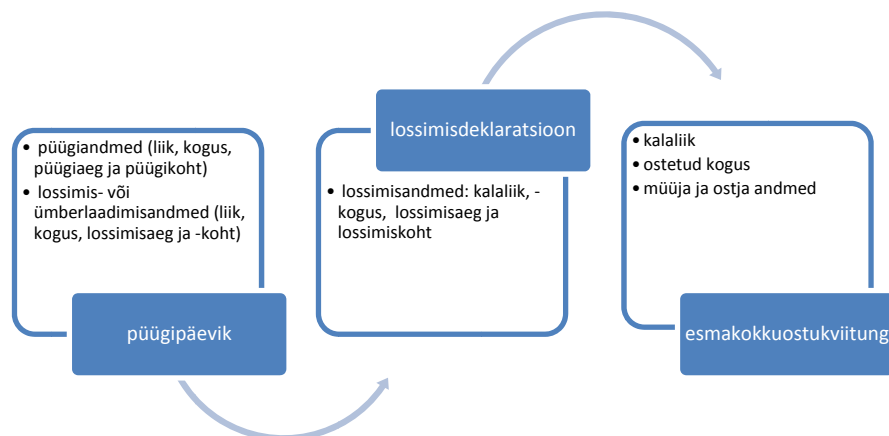 • püügiandmed (liik, kogus,
püügiaeg ja püügikoht)
• lossimis- või
ümberlaadimisandmed (liik,
kogus, lossimisaeg ja -koht)
püügipäevik
lossimisdeklaratsioon
• lossimisandmed: kalaliik, -
kogus, lossimisaeg ja
lossimiskoht
• kalaliik
• ostetud kogus
• müüja ja ostja andmed
esmakokkuostukviitung